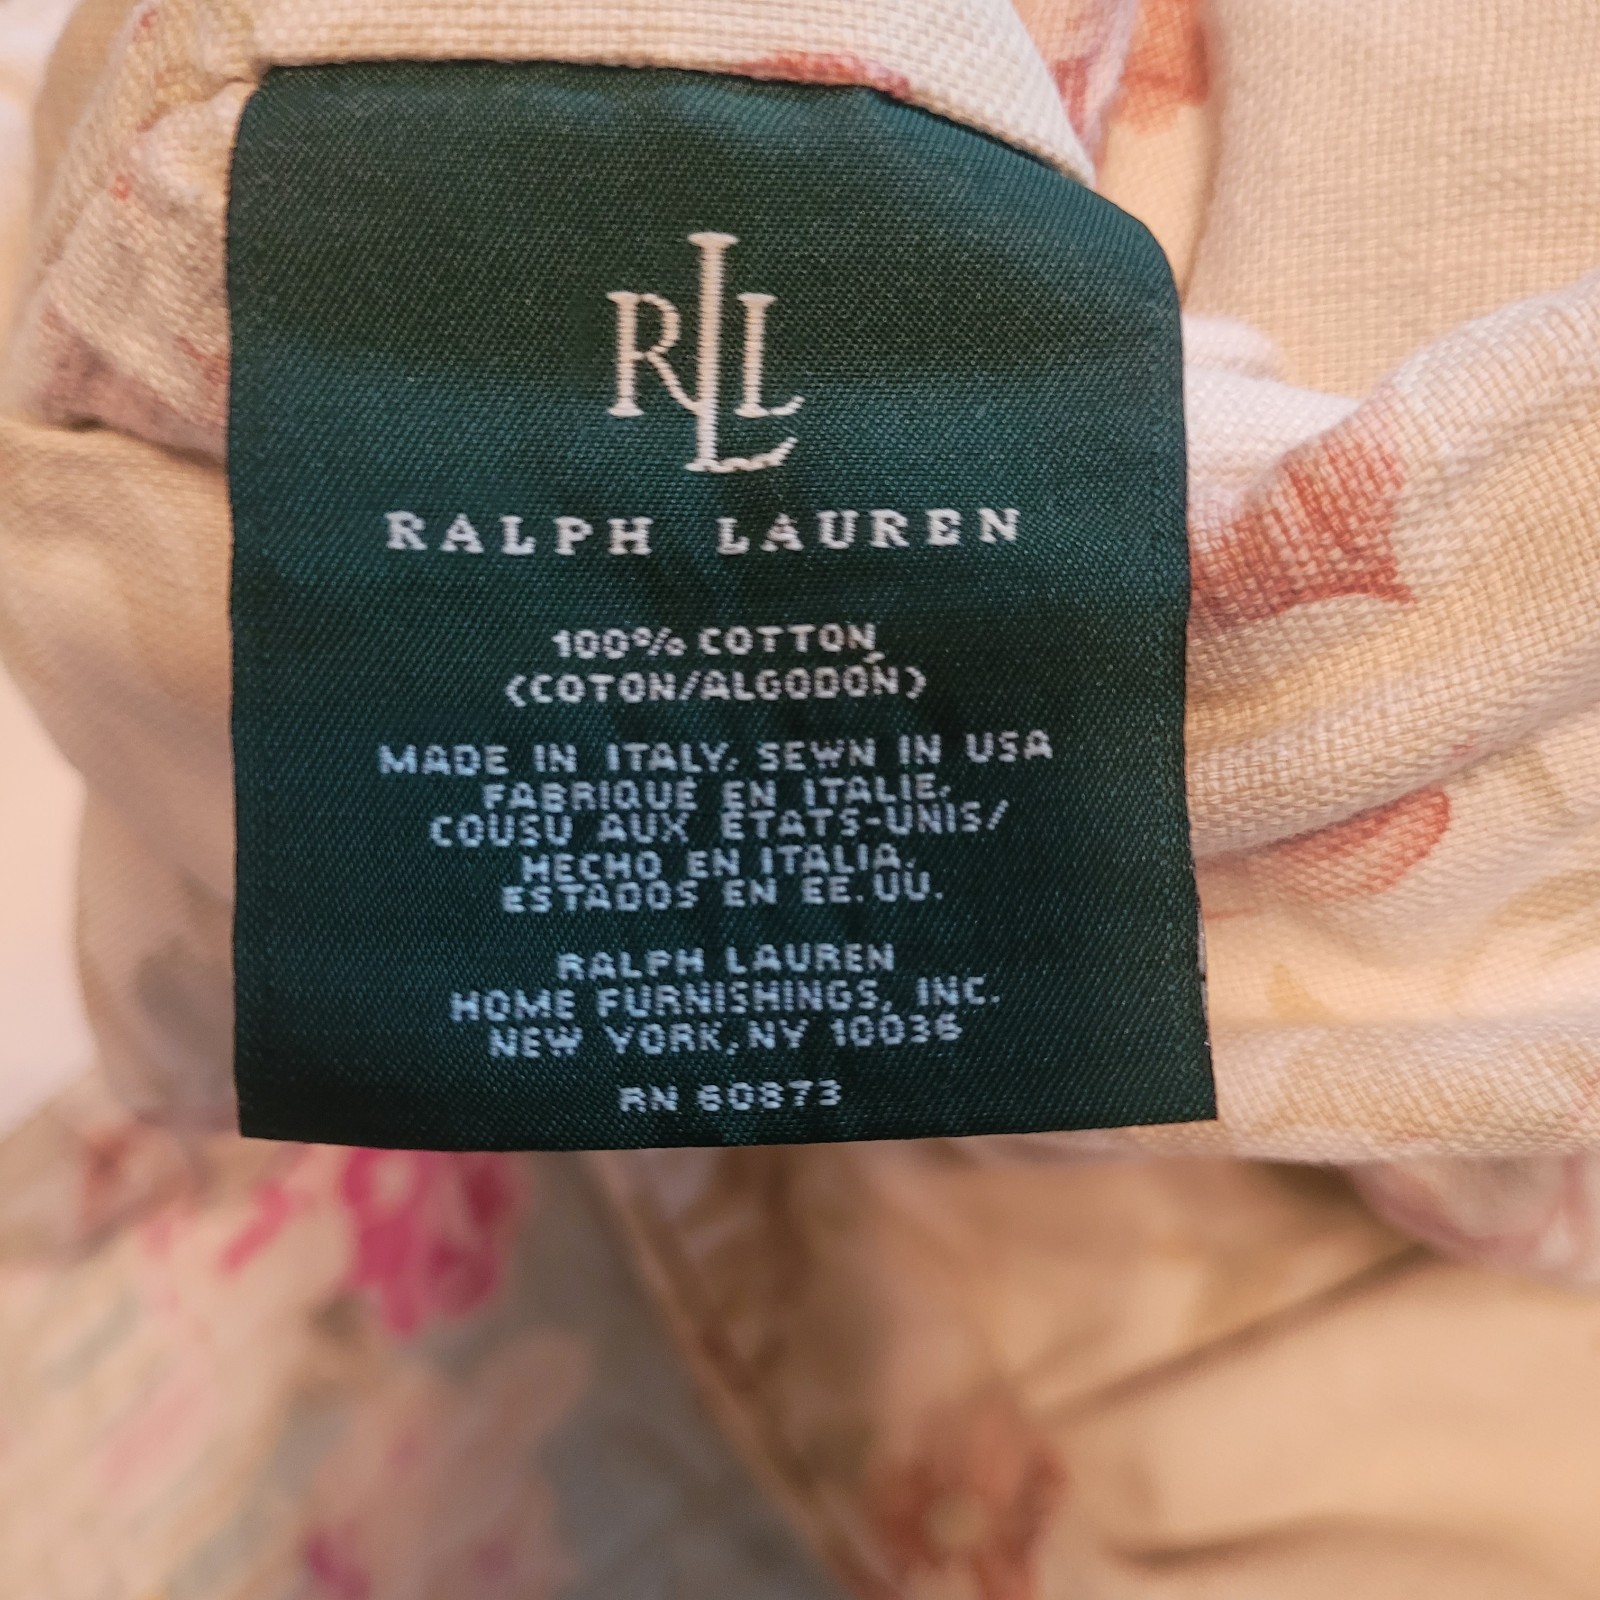 RLL
RALPH LAUREN
100% COTTON
(COTON/ALGODÓN)
MADE IN ITALY. SEWN IN USA
FABRIQUÉ EN ITALIE.
COUSU AUX ÉTATS-UNIS/
HECHO EN ITALIA.
ESTADOS EN EE. UU.
RALPH LAUREN
HOME FURNISHINGS, INC.
NEW YORK, NY 10036
RN 60873